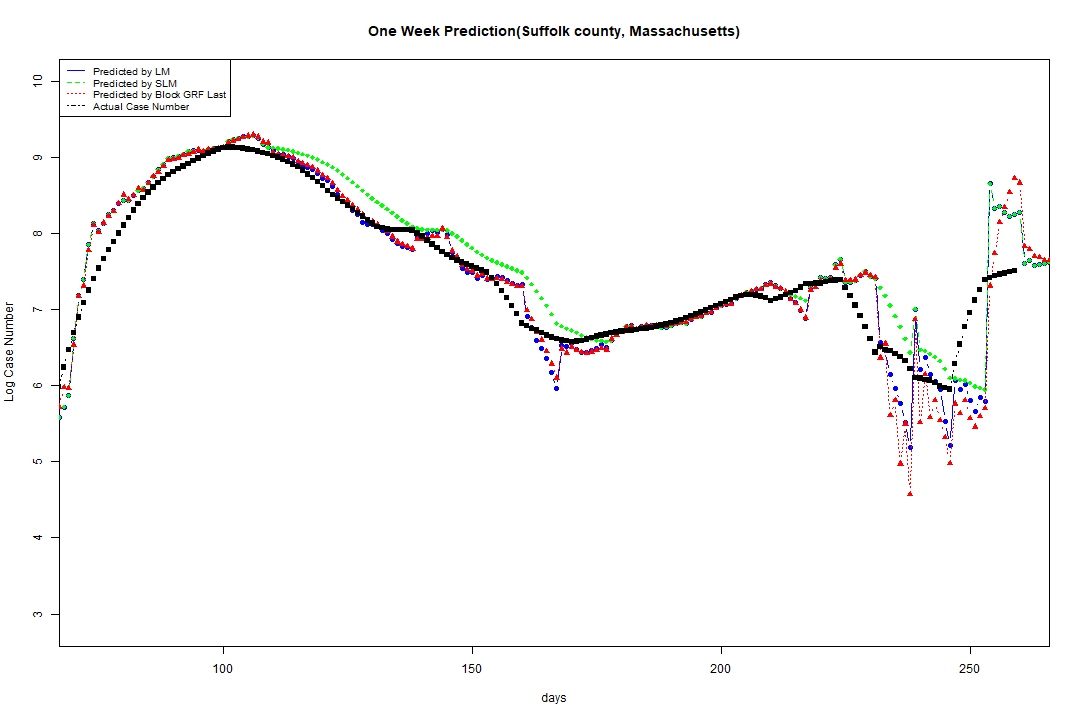 One Week Prediction(Suffolk county, Massachusetts)
Predicted by LM
Predicted by SLM
Predicted by Block GRF Last
Actual Case Number
10
9
8
7
6
5
4
3
Log Case Number
100
150
200
250
days